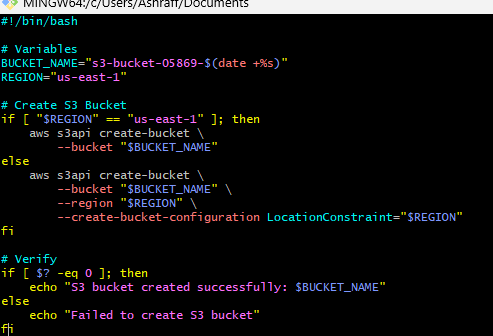 MINGW64:/c/Users/Ashraff/Documents
#!/bin/bash
# Variables
BUCKET_NAME="s3-bucket-05869-$(date +%s)"
REGION="us-east-1"
# Create S3 Bucket
if [ "$REGION" == "us-east-1" ]; then
    aws s3api create-bucket \
        --bucket "$BUCKET_NAME"
else
    aws s3api create-bucket \
        --bucket "$BUCKET_NAME" \
        --region "$REGION" \
        --create-bucket-configuration LocationConstraint="$REGION"
fi
# Verify
if [ $? -eq 0 ]; then
    echo "S3 bucket created successfully: $BUCKET_NAME"
else
    echo "Failed to create S3 bucket"
fi